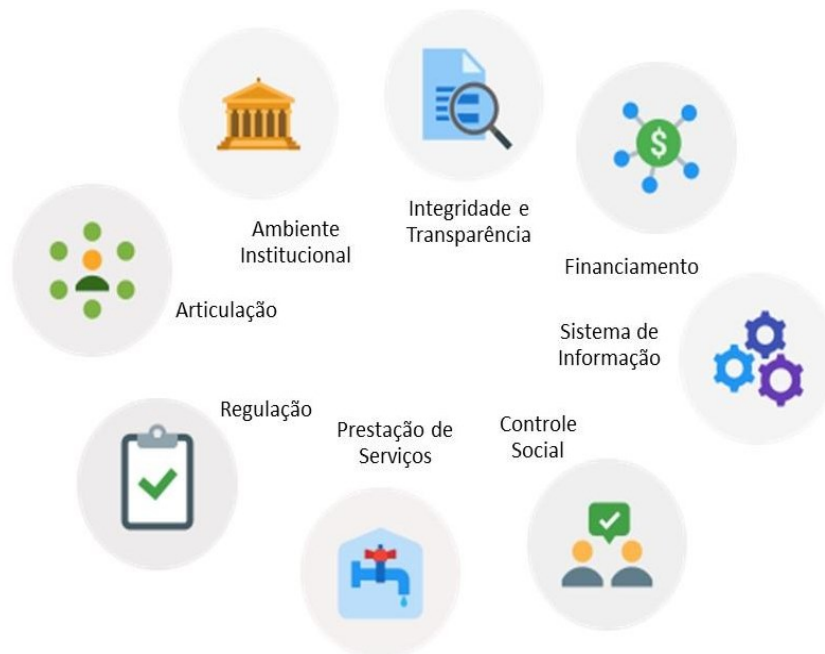 Ambiente
Institucional
Integridade e
Transparência
Financiamento
Articulação
Sistema de
Informação
Regulação
Prestação de
Serviços
Controle
Social
$